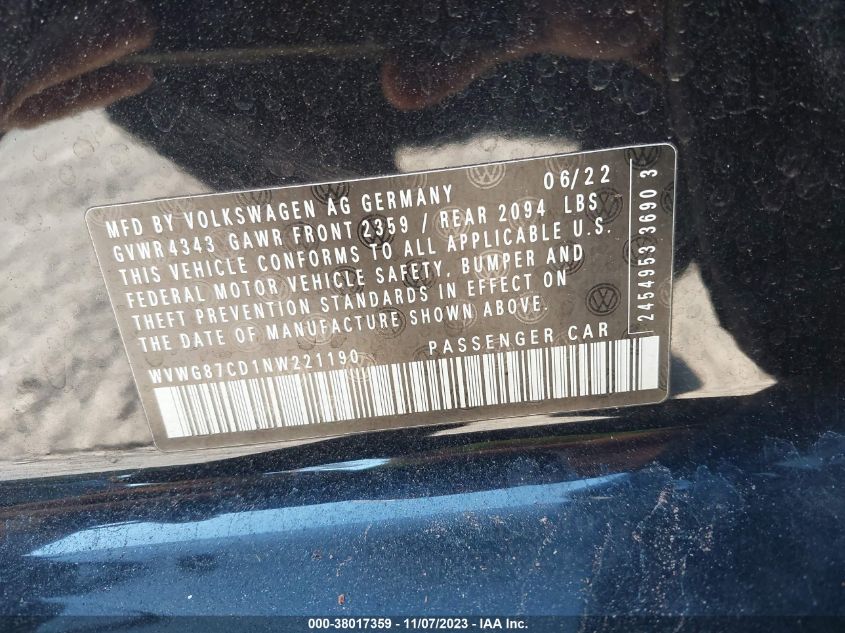 MFD BY VOLKSWAGEN AG GERMANY 06/22
GVWR 4343 GAWR FRONT 2359 / REAR 2094 LBS
THIS VEHICLE CONFORMS TO ALL APPLICABLE U.S.
FEDERAL MOTOR VEHICLE SAFETY, BUMPER AND
THEFT PREVENTION STANDARDS IN EFFECT ON
THE DATE OF MANUFACTURE SHOWN ABOVE.
WVWG87CD1NW221190 PASSENGER CAR
2454953 3690 3
000-38017359 - 11/07/2023 - IAA Inc.